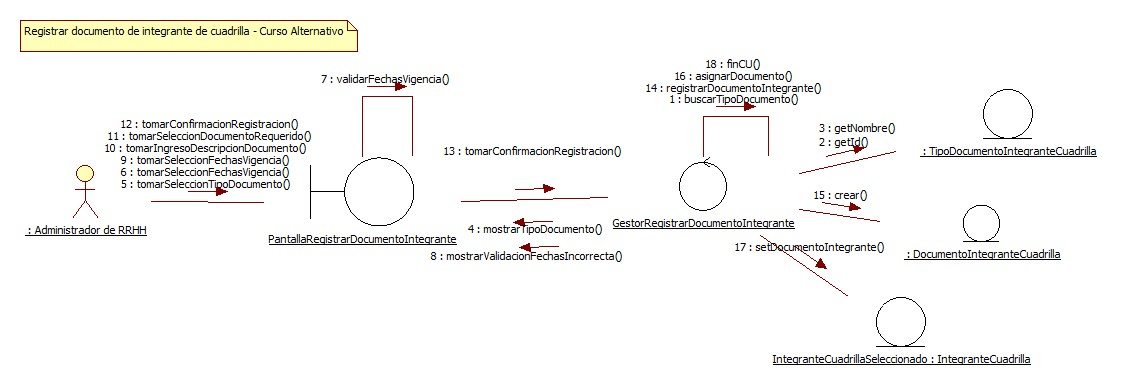 Registrar documento de integrante de cuadrilla - Curso Alternativo
7 : validarFechasVigencia()
18 : finCU()
16 : asignarDocumento()
14 : registrarDocumentoIntegrante()
1 : buscarTipoDocumento()
12 : tomarConfirmacionRegistracion()
11 : tomarSeleccionDocumentoRequerido()
10 : tomarIngresoDescripcionDocumento()
9 : tomarSeleccionFechasVigencia()
6 : tomarSeleccionFechasVigencia()
5 : tomarSeleccionTipoDocumento()
13 : tomarConfirmacionRegistracion()
3 : getNombre()
2 : getId()
: TipoDocumentoIntegranteCuadrilla
15 : crear()
: Administrador de RRHH
PantallaRegistrarDocumentoIntegrante
GestorRegistrarDocumentoIntegrante
4 : mostrarTipoDocumento()
8 : mostrarValidacionFechasIncorrecta()
17 : setDocumentoIntegrante()
: DocumentoIntegranteCuadrilla
IntegranteCuadrillaSeleccionado : IntegranteCuadrilla